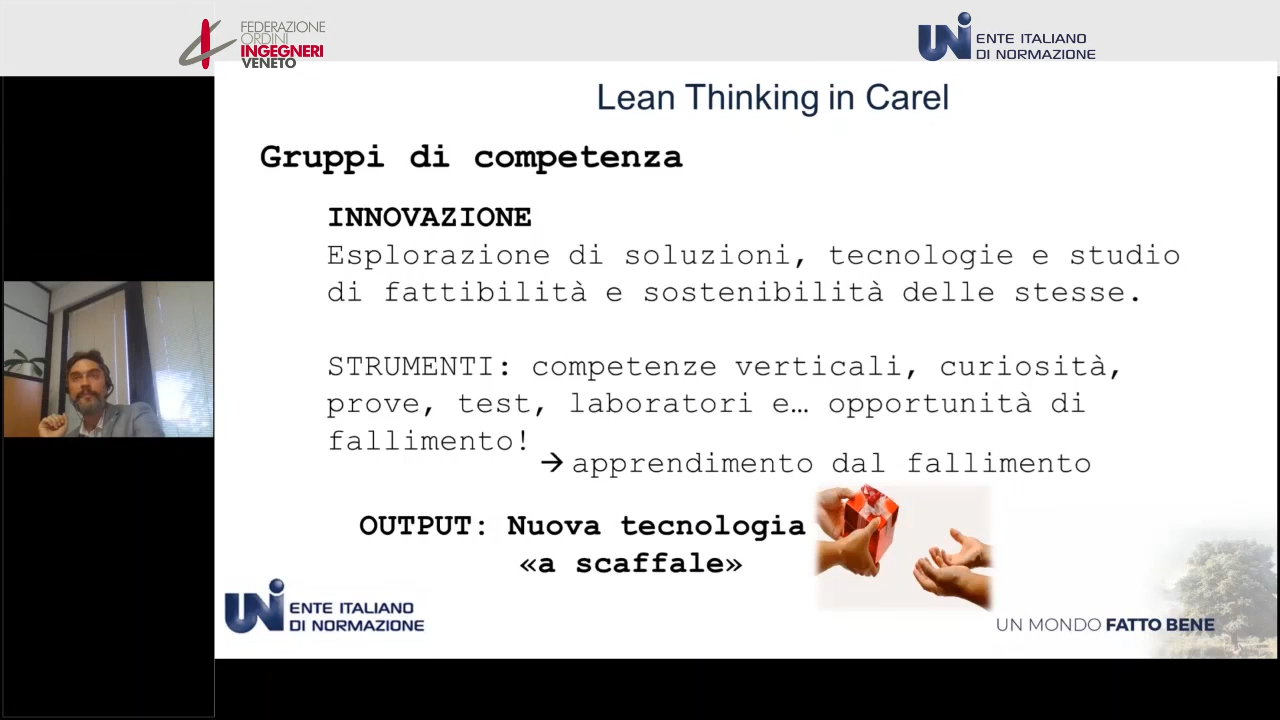 FEDERAZIONE
ORDINI
INGEGNERI
VENETO
UNI ENTE ITALIANO
DI NORMAZIONE
Lean Thinking in Carel
Gruppi di competenza
INNOVAZIONE
Esplorazione di soluzioni, tecnologie e studio
di fattibilità e sostenibilità delle stesse.
STRUMENTI: competenze verticali, curiosità,
prove, test, laboratori e… opportunità di
fallimento!
→ apprendimento dal fallimento
OUTPUT: Nuova tecnologia
«a scaffale»
UNI ENTE ITALIANO
DI NORMAZIONE
UN MONDO FATTO BENE